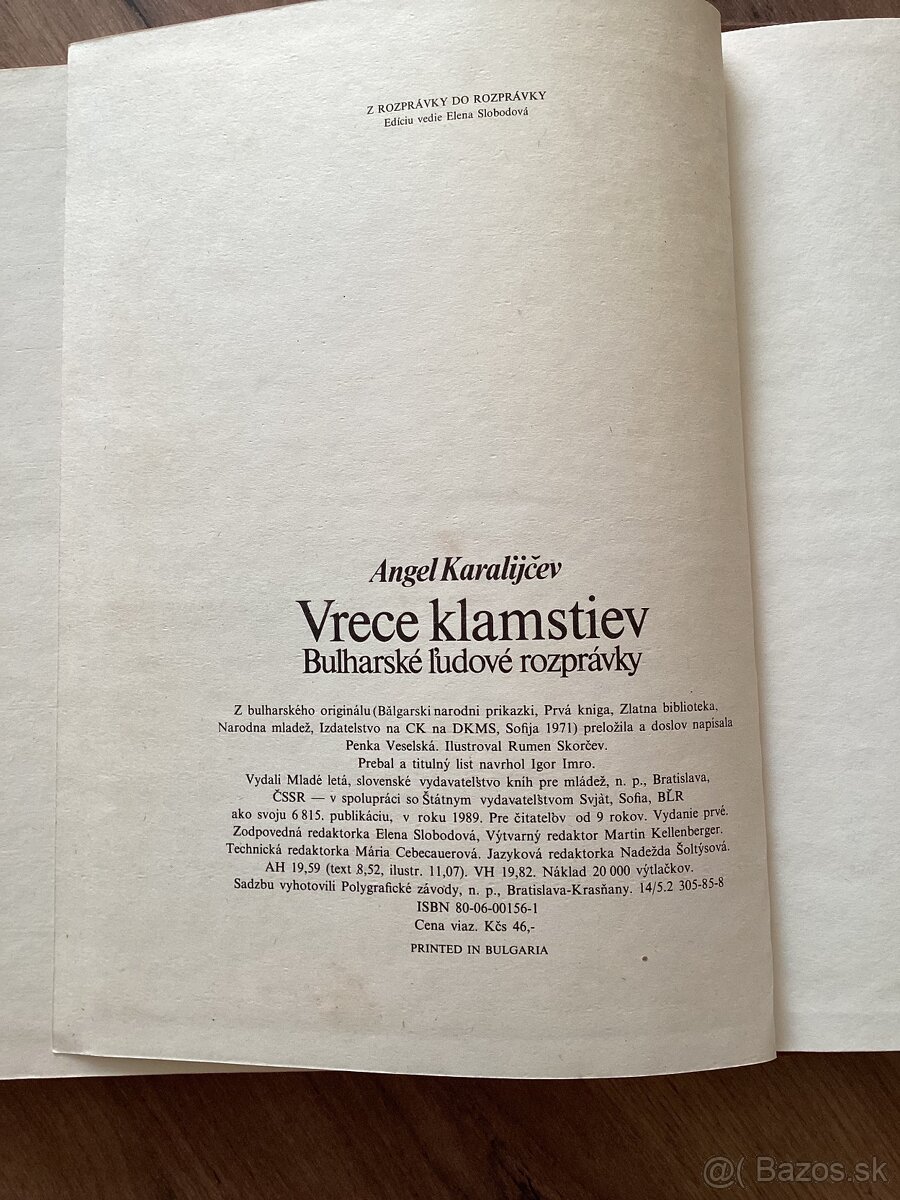 Z ROZPRÁVKY DO ROZPRÁVKY
Edíciu vedie Elena Slobodová
Angel Karalijčev
Vrece klamstiev
Bulharské ľudové rozprávky
Z bulharského originálu (Bălgarski narodni prikazki, Prvá kniga, Zlatna biblioteka,
Narodna mladež, Izdatelstvo na CK na DKMS, Sofija 1971) preložila a doslov napísala
Penka Veselská. Ilustroval Rumen Skorčev.
Prebal a titulný list navrhol Igor Imro.
Vydali Mladé letá, slovenské vydavateľstvo kníh pre mládež, n. p., Bratislava,
ČSSR — v spolupráci so Štátnym vydavateľstvom Svjat, Sofia, BĽR
ako svoju 6 815. publikáciu, v roku 1989. Pre čitateľov od 9 rokov. Vydanie prvé.
Zodpovedná redaktorka Elena Slobodová, Výtvarný redaktor Martin Kellenberger.
Technická redaktorka Mária Cebecauerová. Jazyková redaktorka Nadežda Šoltýsová.
AH 19,59 (text 8,52, ilustr. 11,07). VH 19,82. Náklad 20 000 výtlačkov.
Sadzbu vyhotovili Polygrafické závody, n. p., Bratislava-Krasňany. 14/5.2 305-85-8
ISBN 80-06-00156-1
Cena viaz. Kčs 46,-
PRINTED IN BULGARIA
@( Bazos.sk